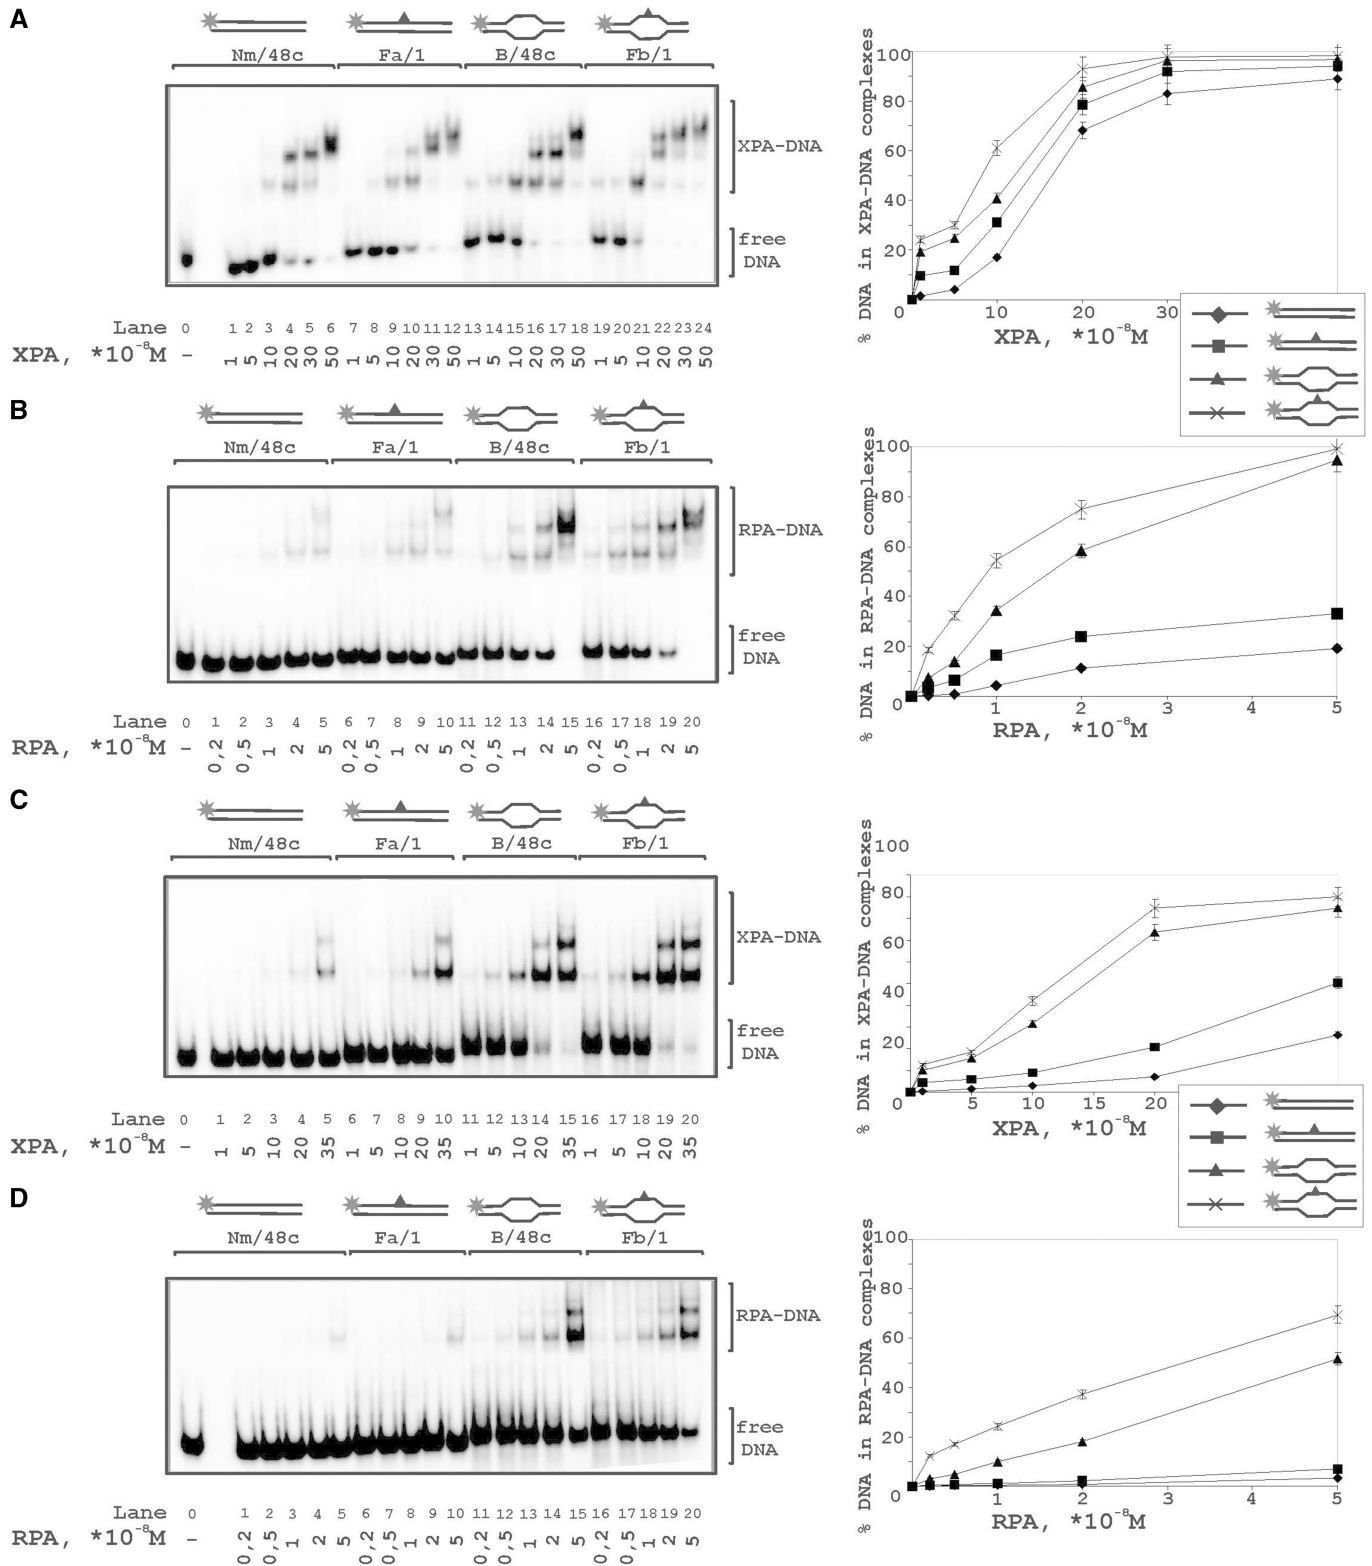 A
Nm/48c Fa/1 B/48c Fb/1
XPA-DNA
free
DNA
Lane 0 1 2 3 4 5 6 7 8 9 10 11 12 13 14 15 16 17 18 19 20 21 22 23 24
XPA, *10⁻⁸M – 1 5 10 20 30 50 1 5 10 20 30 50 1 5 10 20 30 50 1 5 10 20 30 50
% DNA in XPA-DNA complexes
100
80
60
40
20
0 10 20 30
XPA, *10⁻⁸M
B
Nm/48c Fa/1 B/48c Fb/1
RPA-DNA
free
DNA
Lane 0 1 2 3 4 5 6 7 8 9 10 11 12 13 14 15 16 17 18 19 20
RPA, *10⁻⁸M – 0,2 0,5 1 2 5 0,2 0,5 1 2 5 0,2 0,5 1 2 5 0,2 0,5 1 2 5
% DNA in RPA-DNA complexes
100
80
60
40
20
0 1 2 3 4 5
RPA, *10⁻⁸M
C
Nm/48c Fa/1 B/48c Fb/1
XPA-DNA
free
DNA
Lane 0 1 2 3 4 5 6 7 8 9 10 11 12 13 14 15 16 17 18 19 20
XPA, *10⁻⁸M – 1 5 10 20 35 1 5 10 20 35 1 5 10 20 35 1 5 10 20 35
% DNA in XPA-DNA complexes
100
80
60
40
20
0 5 10 15 20
XPA, *10⁻⁸M
D
Nm/48c Fa/1 B/48c Fb/1
RPA-DNA
free
DNA
Lane 0 1 2 3 4 5 6 7 8 9 10 11 12 13 14 15 16 17 18 19 20
RPA, *10⁻⁸M – 0,2 0,5 1 2 5 0,2 0,5 1 2 5 0,2 0,5 1 2 5 0,2 0,5 1 2 5
% DNA in RPA-DNA complexes
100
80
60
40
20
0 1 2 3 4 5
RPA, *10⁻⁸M